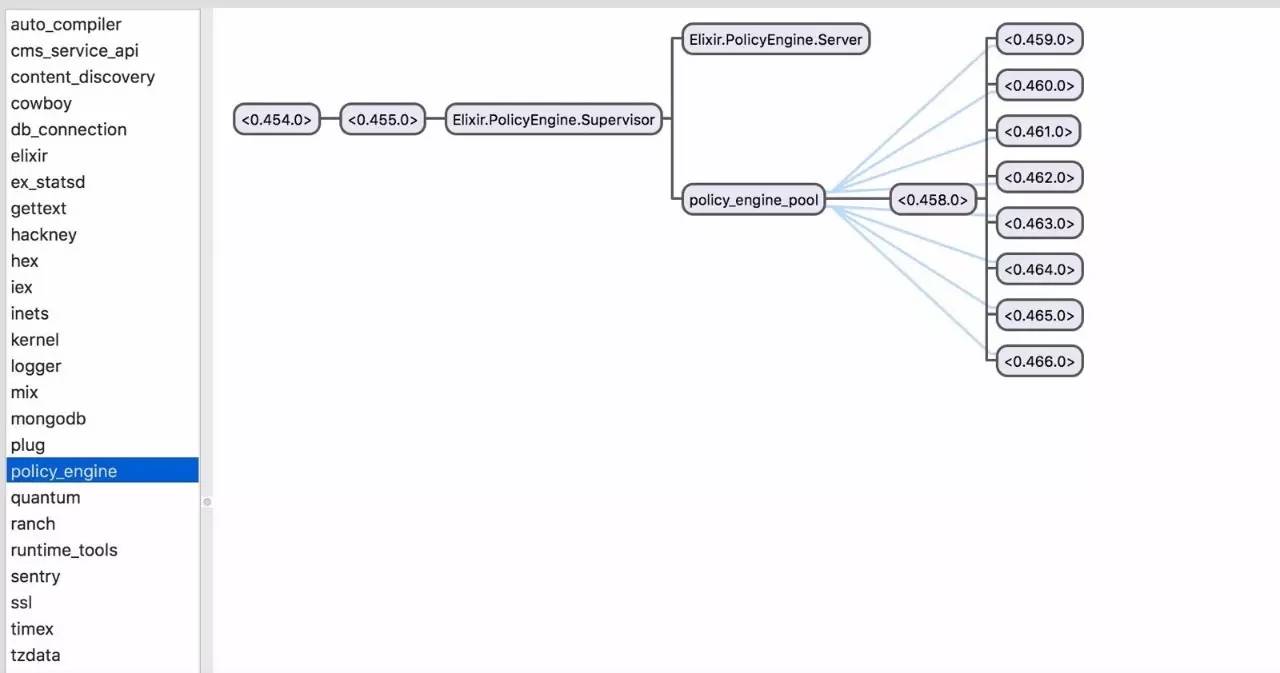 auto_compiler
cms_service_api
content_discovery
cowboy
db_connection
elixir
ex_statsd
gettext
hackney
hex
iex
inets
kernel
logger
mix
mongodb
plug
policy_engine
quantum
ranch
runtime_tools
sentry
ssl
timex
tzdata
<0.454.0>
<0.455.0>
Elixir.PolicyEngine.Supervisor
Elixir.PolicyEngine.Server
policy_engine_pool
<0.458.0>
<0.459.0>
<0.460.0>
<0.461.0>
<0.462.0>
<0.463.0>
<0.464.0>
<0.465.0>
<0.466.0>